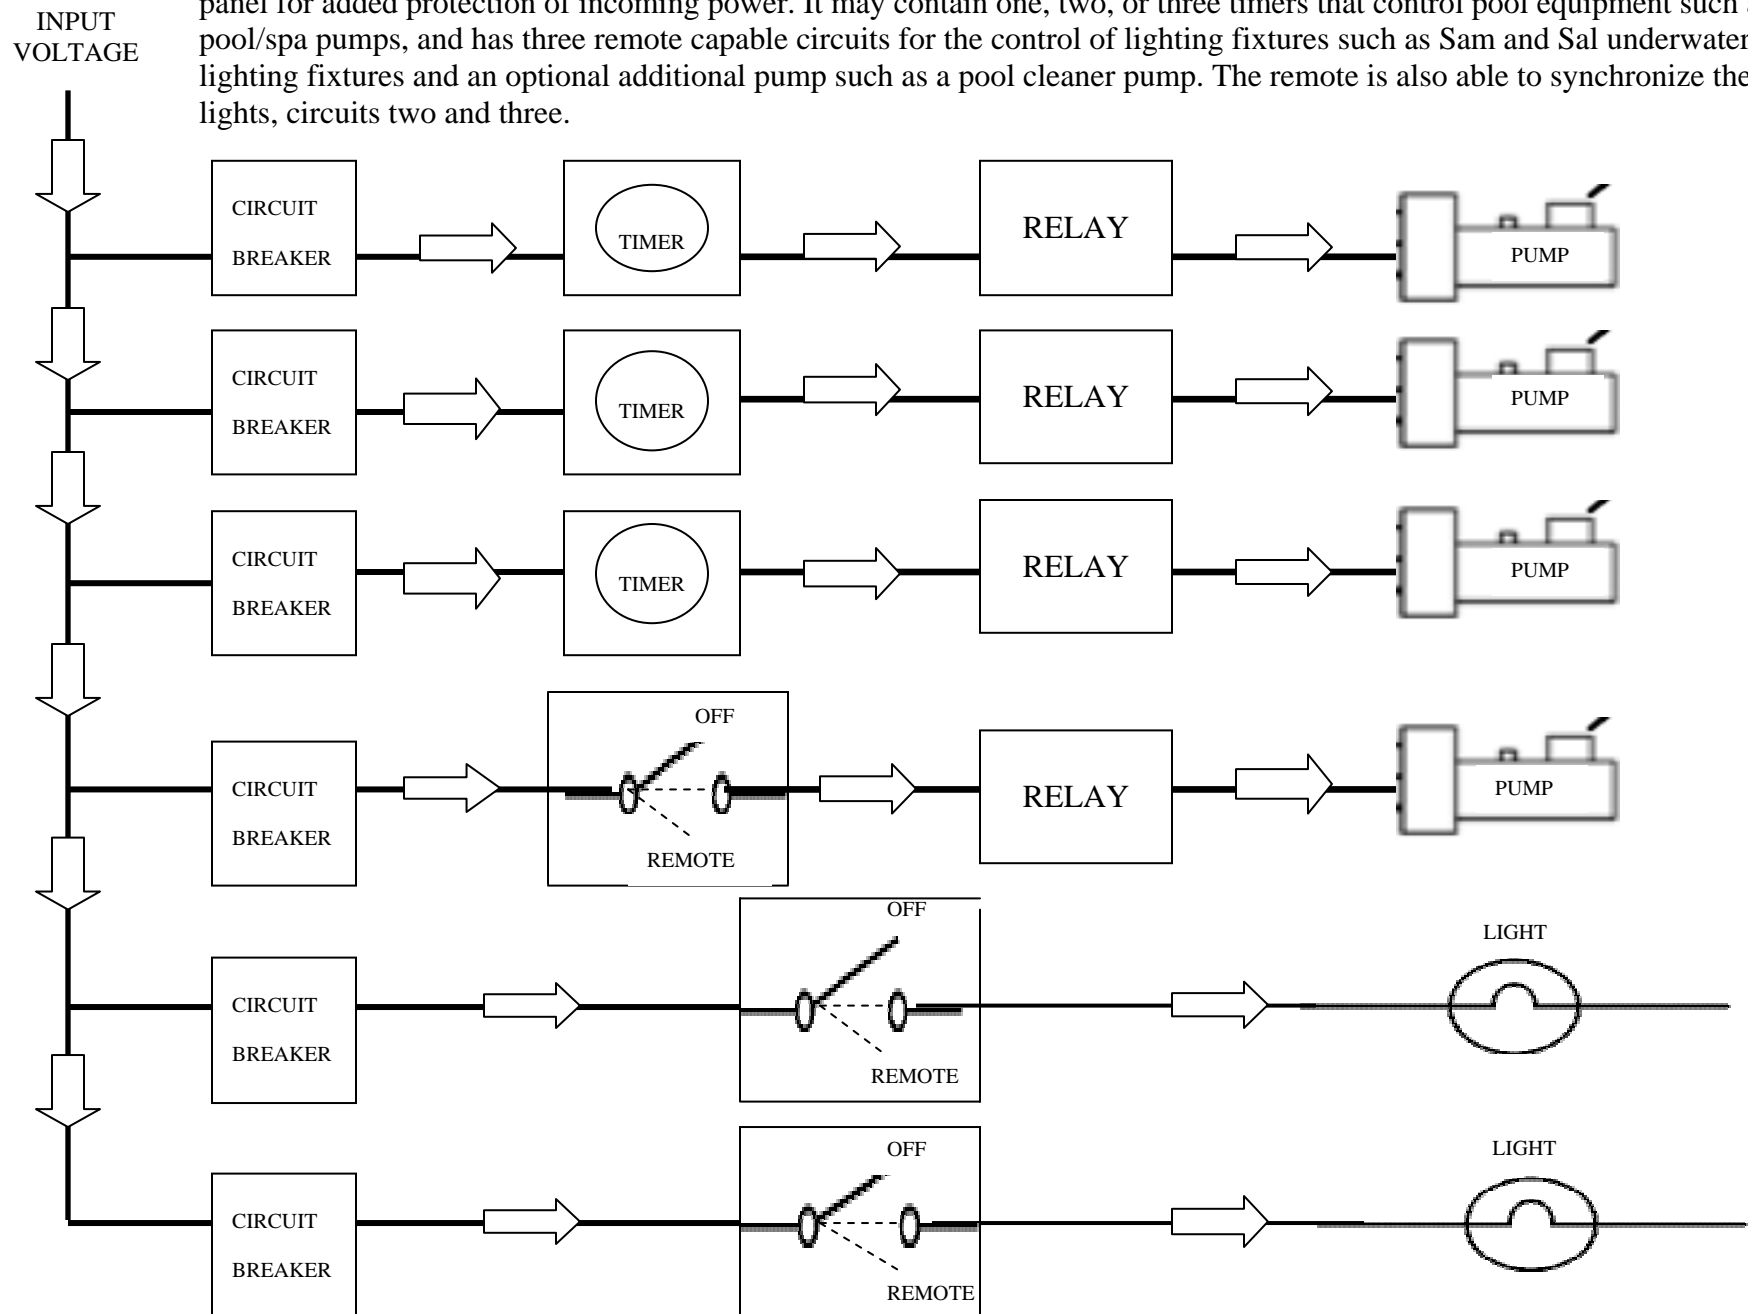 panel for added protection of incoming power. It may contain one, two, or three timers that control pool equipment such
pool/spa pumps, and has three remote capable circuits for the control of lighting fixtures such as Sam and Sal underwater
lighting fixtures and an optional additional pump such as a pool cleaner pump. The remote is also able to synchronize the
lights, circuits two and three.
INPUT
VOLTAGE
CIRCUIT
BREAKER
TIMER
RELAY
PUMP
CIRCUIT
BREAKER
TIMER
RELAY
PUMP
CIRCUIT
BREAKER
TIMER
RELAY
PUMP
CIRCUIT
BREAKER
OFF
REMOTE
RELAY
PUMP
CIRCUIT
BREAKER
OFF
REMOTE
LIGHT
CIRCUIT
BREAKER
OFF
REMOTE
LIGHT